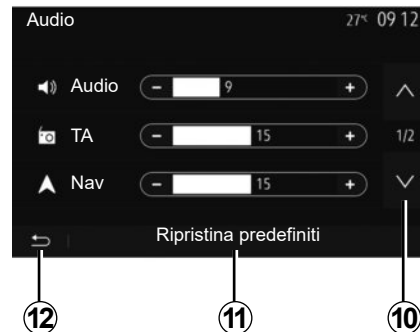 Audio 27°C 09 12
Audio - 9 +
TA - 15 + 1/2
Nav - 15 +
Ripristina predefiniti
12 11 10